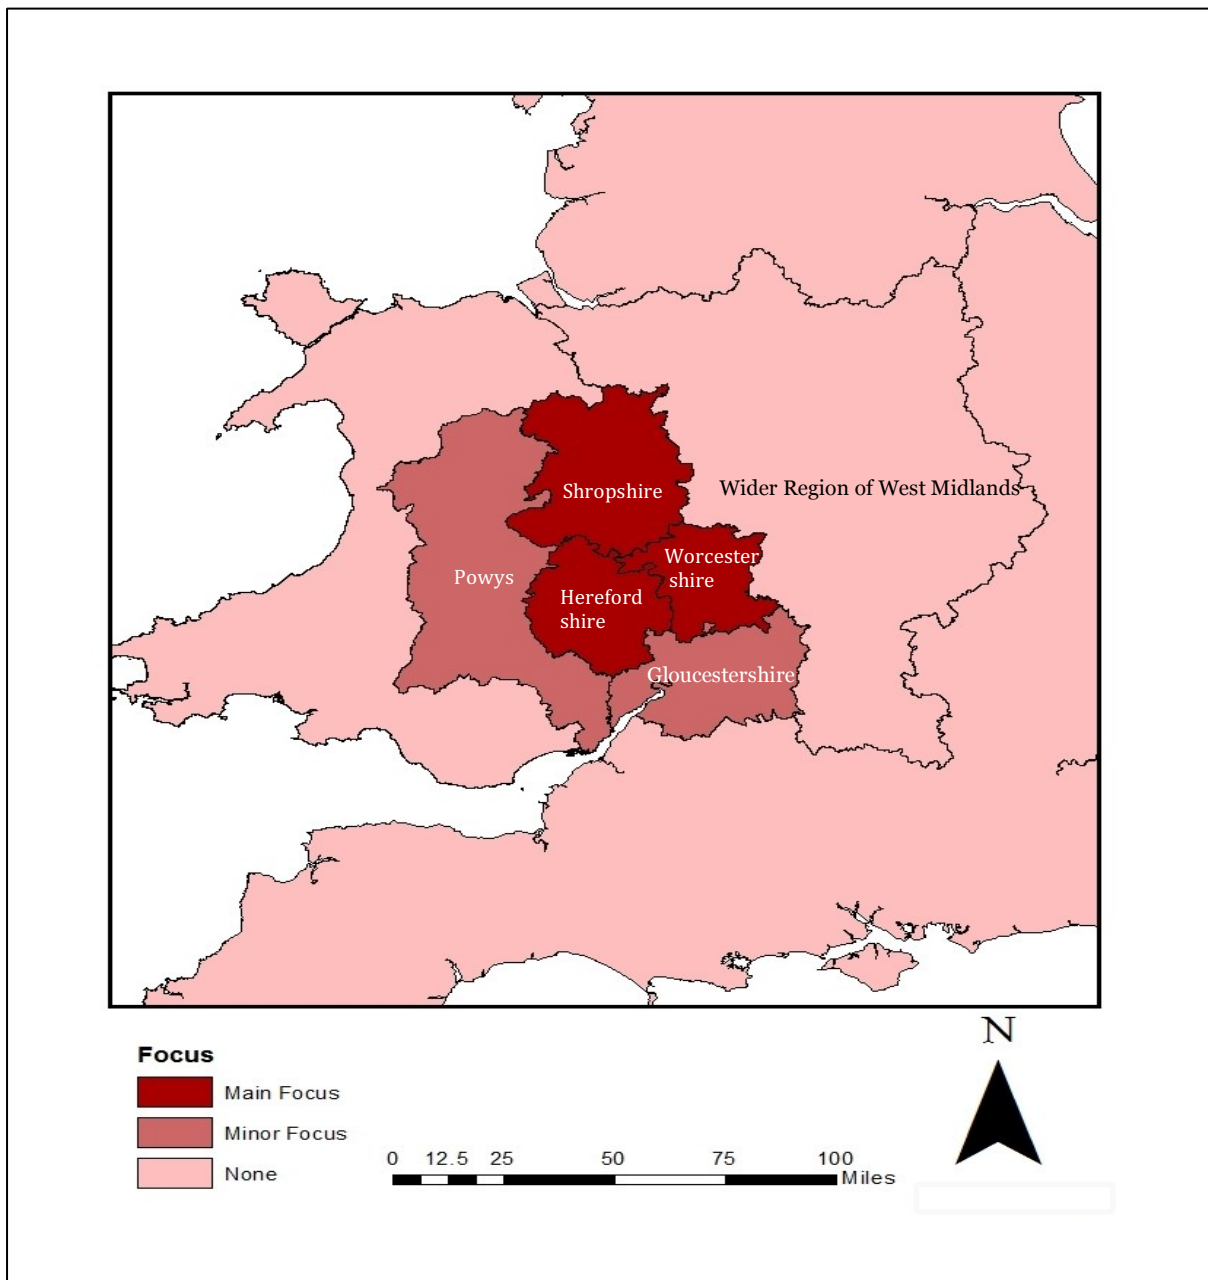 Shropshire
Wider Region of West Midlands
Worcester
shire
Powys
Hereford
shire
Gloucestershire
N
Focus
Main Focus
Minor Focus
None
0 12.5 25 50 75 100
Miles